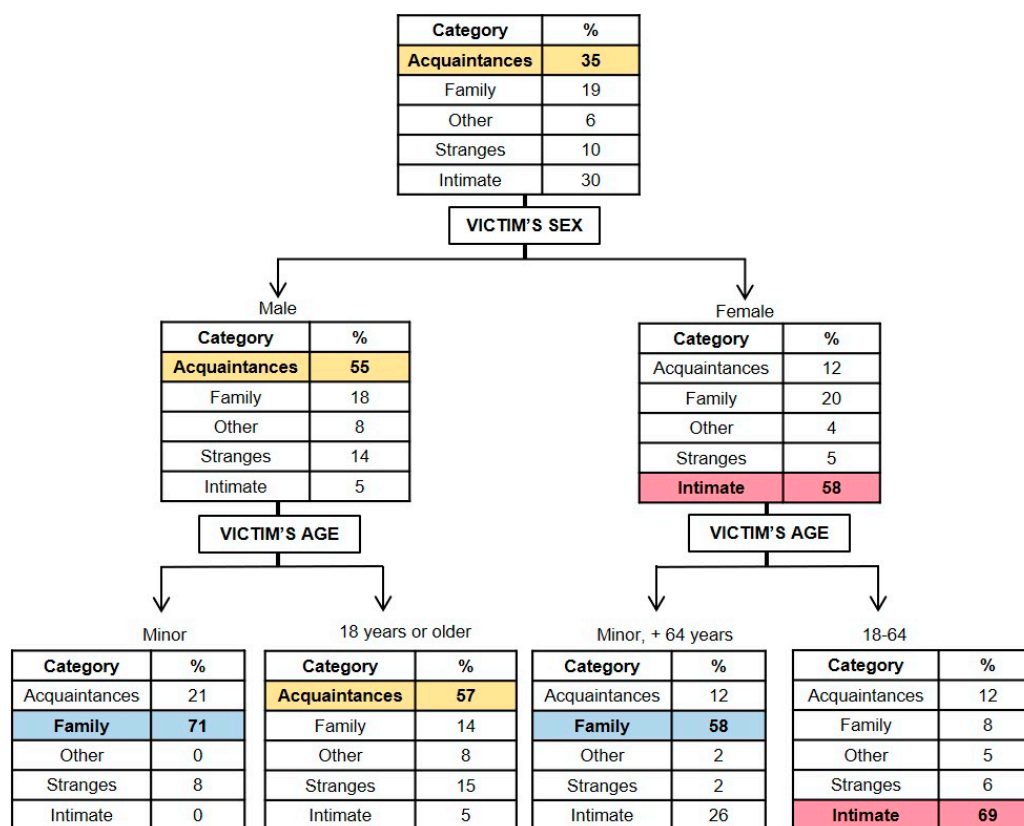 Category %
Acquaintances 35
Family 19
Other 6
Stranges 10
Intimate 30
VICTIM'S SEX
Male
Category %
Acquaintances 55
Family 18
Other 8
Stranges 14
Intimate 5
Female
Category %
Acquaintances 12
Family 20
Other 4
Stranges 5
Intimate 58
VICTIM'S AGE
VICTIM'S AGE
Minor
Category %
Acquaintances 21
Family 71
Other 0
Stranges 8
Intimate 0
18 years or older
Category %
Acquaintances 57
Family 14
Other 8
Stranges 15
Intimate 5
Minor, + 64 years
Category %
Acquaintances 12
Family 58
Other 2
Stranges 2
Intimate 26
18-64
Category %
Acquaintances 12
Family 8
Other 5
Stranges 6
Intimate 69